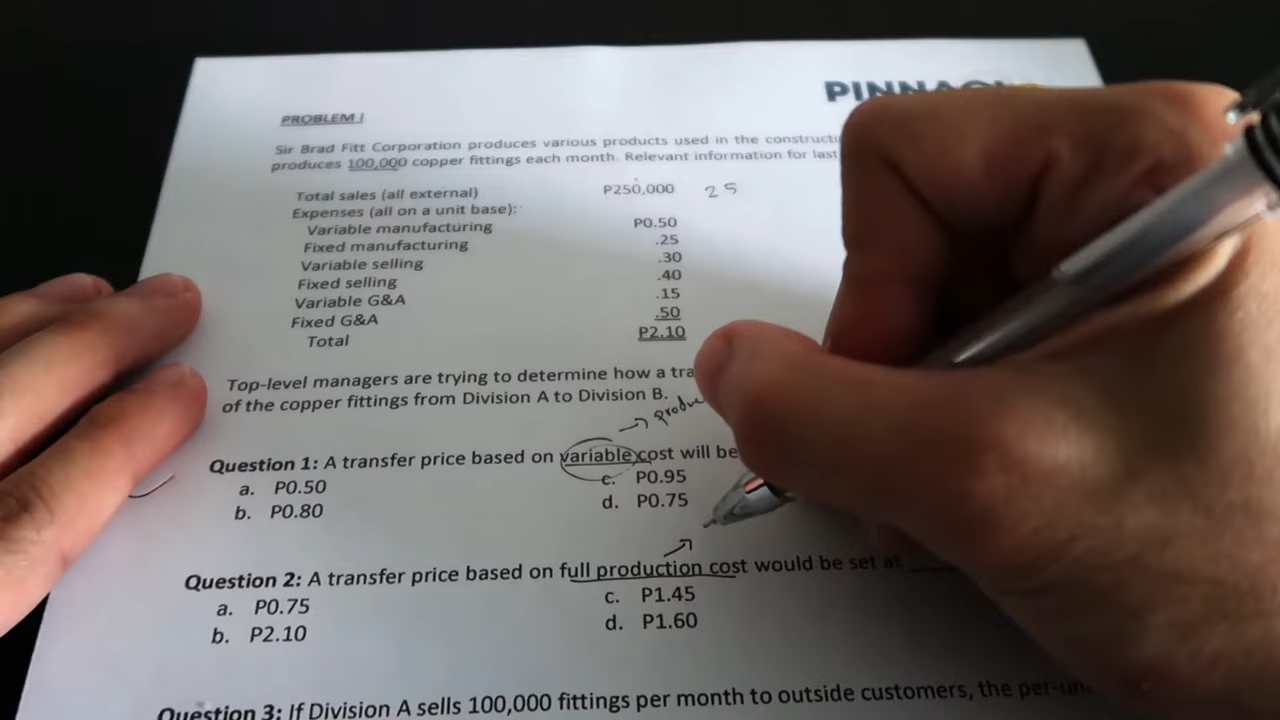 PINNACL
PROBLEM I
Sir Brad Fitt Corporation produces various products used in the constructi
produces 100,000 copper fittings each month. Relevant information for last
Total sales (all external) P250,000 25
Expenses (all on a unit base):
Variable manufacturing P0.50
Fixed manufacturing .25
Variable selling .30
Fixed selling .40
Variable G&A .15
Fixed G&A .50
Total P2.10
Top-level managers are trying to determine how a tra
of the copper fittings from Division A to Division B.
→ produ
Question 1: A transfer price based on variable cost will be
a. P0.50 c. P0.95
b. P0.80 d. P0.75
Question 2: A transfer price based on full production cost would be set at
a. P0.75 c. P1.45
b. P2.10 d. P1.60
Question 3: If Division A sells 100,000 fittings per month to outside customers, the per-un